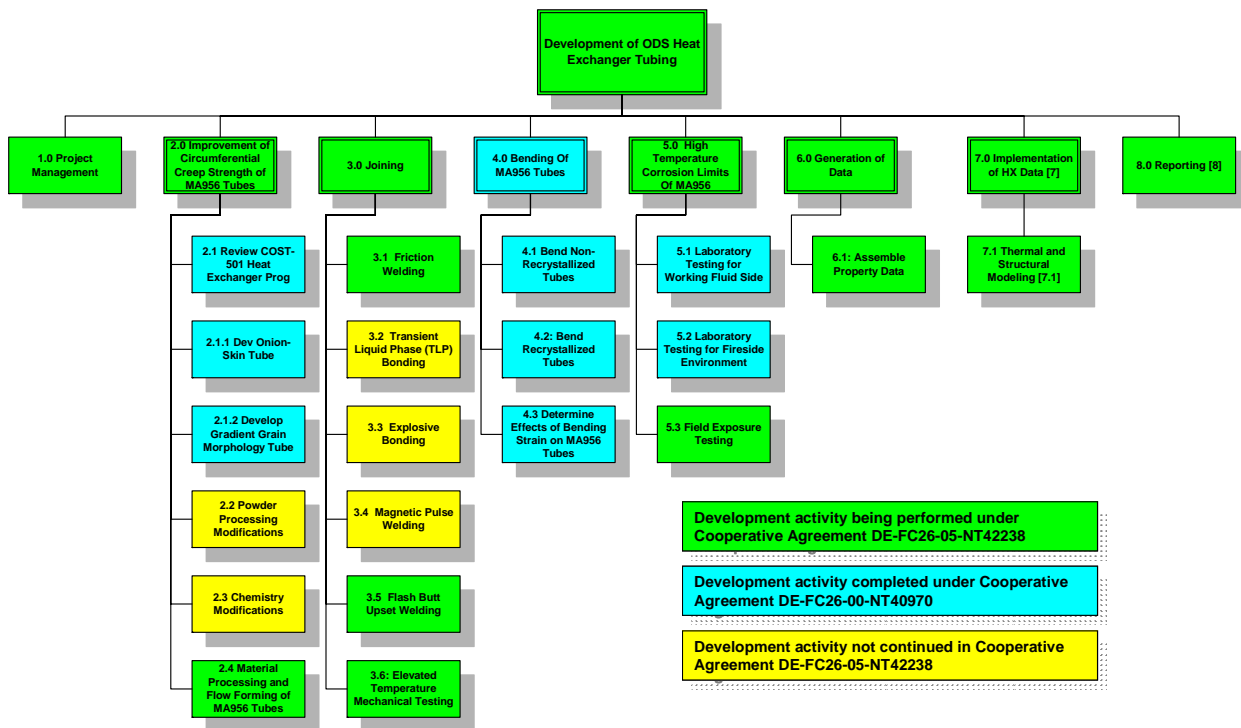 Development of ODS Heat
Exchanger Tubing
1.0 Project
Management
2.0 Improvement of
Circumferential
Creep Strength of
MA956 Tubes
3.0 Joining
4.0 Bending Of
MA956 Tubes
5.0 High
Temperature
Corrosion Limits
Of MA956
6.0 Generation of
Data
7.0 Implementation
of HX Data [7]
8.0 Reporting [8]
2.1 Review COST-
501 Heat
Exchanger Prog
2.1.1 Dev Onion-
Skin Tube
2.1.2 Develop
Gradient Grain
Morphology Tube
2.2 Powder
Processing
Modifications
2.3 Chemistry
Modifications
2.4 Material
Processing and
Flow Forming of
MA956 Tubes
3.1 Friction
Welding
3.2 Transient
Liquid Phase (TLP)
Bonding
3.3 Explosive
Bonding
3.4 Magnetic Pulse
Welding
3.5 Flash Butt
Upset Welding
3.6: Elevated
Temperature
Mechanical Testing
4.1 Bend Non-
Recrystallized
Tubes
4.2: Bend
Recrystallized
Tubes
4.3 Determine
Effects of Bending
Strain on MA956
Tubes
5.1 Laboratory
Testing for
Working Fluid Side
5.2 Laboratory
Testing for Fireside
Environment
5.3 Field Exposure
Testing
6.1: Assemble
Property Data
7.1 Thermal and
Structural
Modeling [7.1]
Development activity being performed under
Cooperative Agreement DE-FC26-05-NT42238
Development activity completed under Cooperative
Agreement DE-FC26-00-NT40970
Development activity not continued in Cooperative
Agreement DE-FC26-05-NT42238